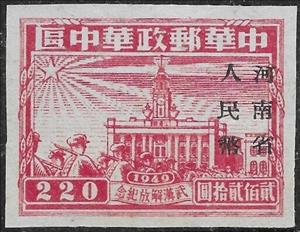 中華郵政華中區
河南省
人民幣
1949
武漢解放紀念
220
貳佰貳拾圓